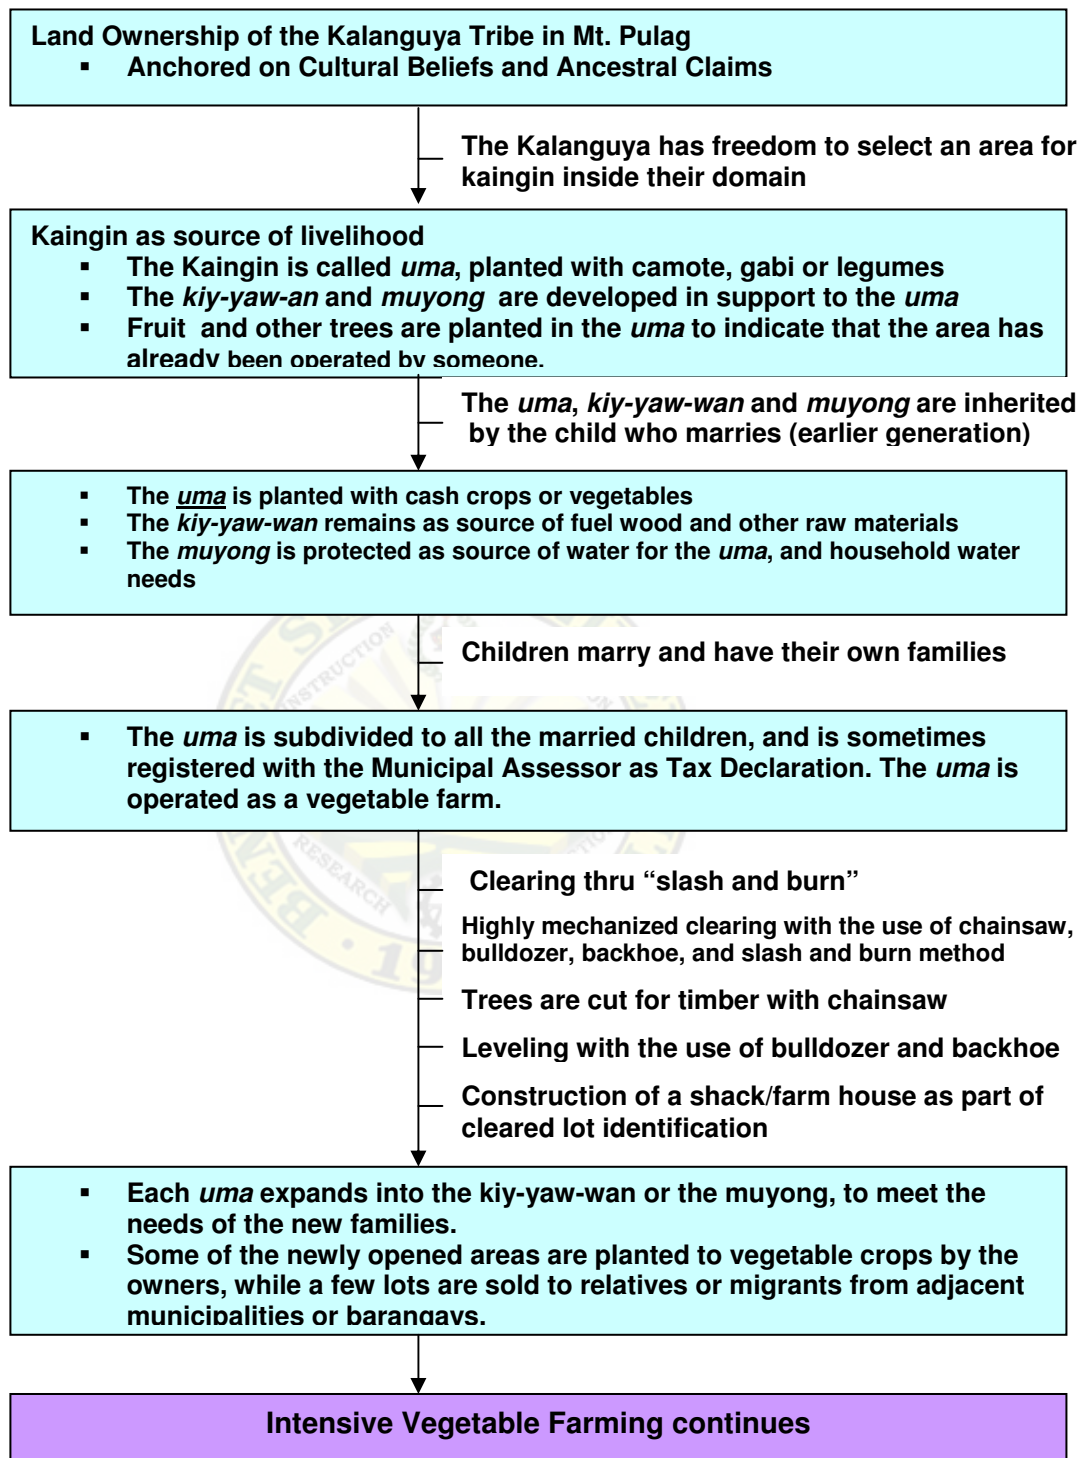 Land Ownership of the Kalanguya Tribe in Mt. Pulag
▪ Anchored on Cultural Beliefs and Ancestral Claims
The Kalanguya has freedom to select an area for
kaingin inside their domain
Kaingin as source of livelihood
▪ The Kaingin is called uma, planted with camote, gabi or legumes
▪ The kiy-yaw-an and muyong are developed in support to the uma
▪ Fruit and other trees are planted in the uma to indicate that the area has
already been operated by someone.
The uma, kiy-yaw-wan and muyong are inherited
by the child who marries (earlier generation)
▪ The uma is planted with cash crops or vegetables
▪ The kiy-yaw-wan remains as source of fuel wood and other raw materials
▪ The muyong is protected as source of water for the uma, and household water
needs
Children marry and have their own families
▪ The uma is subdivided to all the married children, and is sometimes
registered with the Municipal Assessor as Tax Declaration. The uma is
operated as a vegetable farm.
Clearing thru “slash and burn”
Highly mechanized clearing with the use of chainsaw,
bulldozer, backhoe, and slash and burn method
Trees are cut for timber with chainsaw
Leveling with the use of bulldozer and backhoe
Construction of a shack/farm house as part of
cleared lot identification
▪ Each uma expands into the kiy-yaw-wan or the muyong, to meet the
needs of the new families.
▪ Some of the newly opened areas are planted to vegetable crops by the
owners, while a few lots are sold to relatives or migrants from adjacent
municipalities or barangays.
Intensive Vegetable Farming continues
RESEARCH